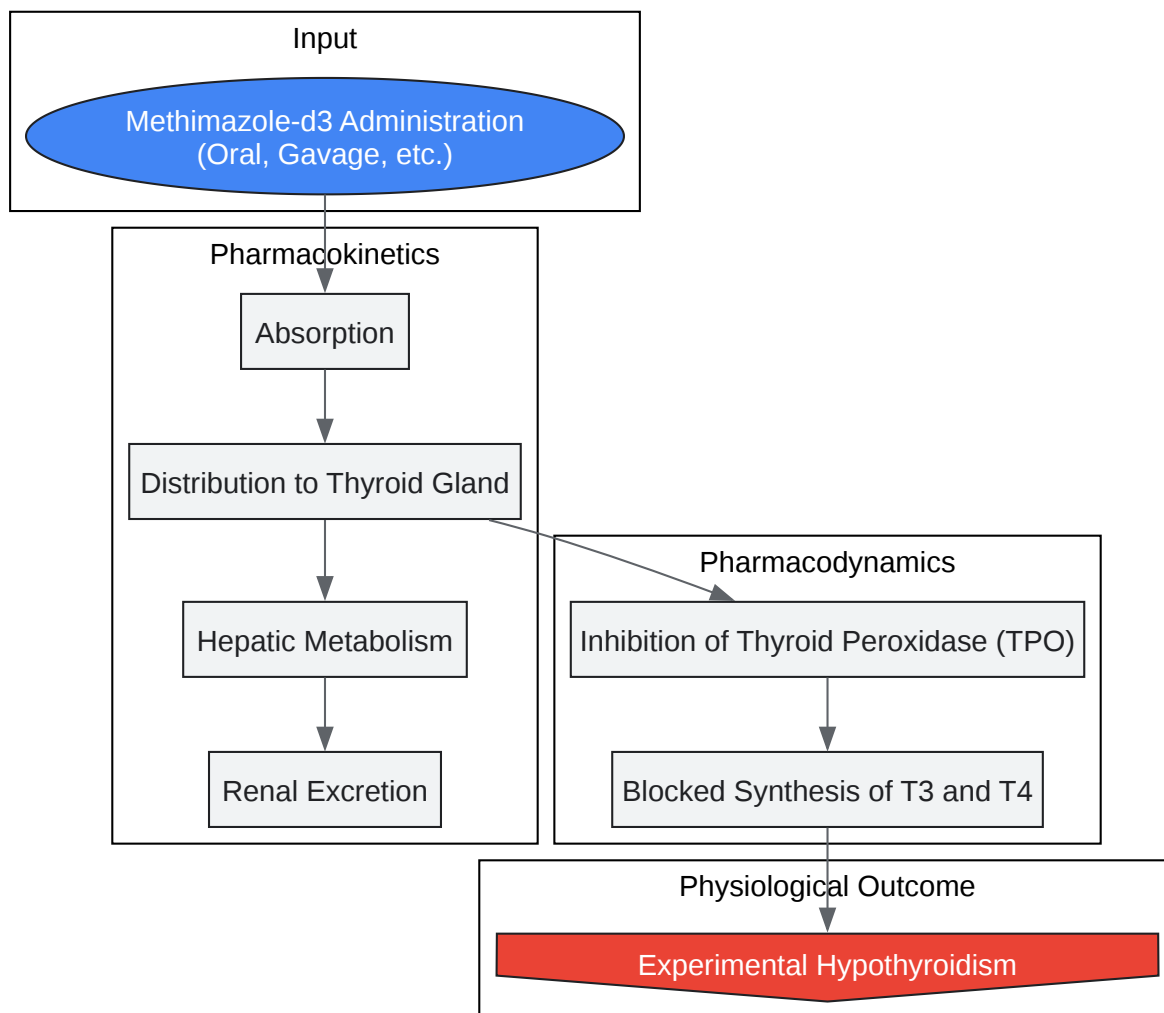 Input
Methimazole-d3 Administration
(Oral, Gavage, etc.)
Pharmacokinetics
Absorption
Distribution to Thyroid Gland
Hepatic Metabolism
Renal Excretion
Pharmacodynamics
Inhibition of Thyroid Peroxidase (TPO)
Blocked Synthesis of T3 and T4
Physiological Outcome
Experimental Hypothyroidism